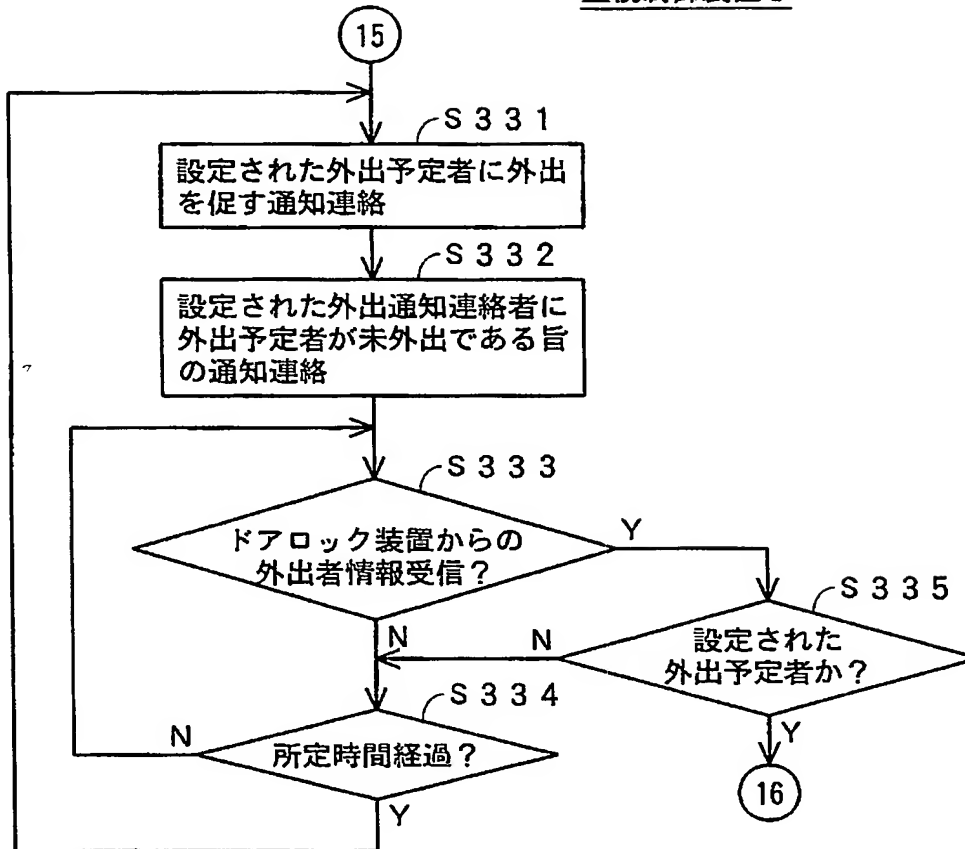 15
S331
設定された外出予定者に外出
を促す通知連絡
S332
設定された外出通知連絡者に
外出予定者が未外出である旨
の通知連絡
S333
ドアロック装置からの
外出者情報受信？
Y
N
S335
設定された
外出予定者か？
N
Y
S334
所定時間経過？
N
Y
16